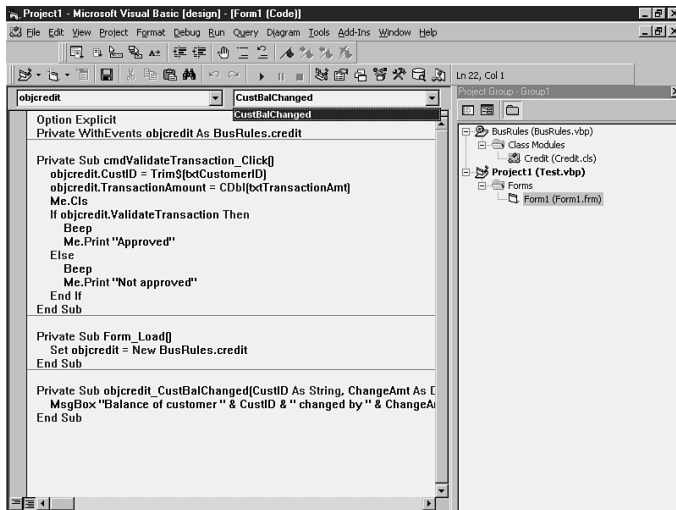 Project1 - Microsoft Visual Basic [design] - [Form1 (Code)]
File Edit View Project Format Debug Run Query Diagram Tools Add-Ins Window Help
Ln 22, Col 1
objcredit CustBalChanged
CustBalChanged
Option Explicit
Private WithEvents objcredit As BusRules.credit
Private Sub cmdValidateTransaction_Click()
objcredit.CustID = Trim$(txtCustomerID)
objcredit.TransactionAmount = CDbl(txtTransactionAmt)
Me.Cls
If objcredit.ValidateTransaction Then
Beep
Me.Print "Approved"
Else
Beep
Me.Print "Not approved"
End If
End Sub
Private Sub Form_Load()
Set objcredit = New BusRules.credit
End Sub
Private Sub objcredit_CustBalChanged(CustID As String, ChangeAmt As D
MsgBox "Balance of customer " & CustID & " changed by " & ChangeA
End Sub
Project Group - Group1
BusRules (BusRules.vbp)
Class Modules
Credit (Credit.cls)
Project1 (Test.vbp)
Forms
Form1 (Form1.frm)